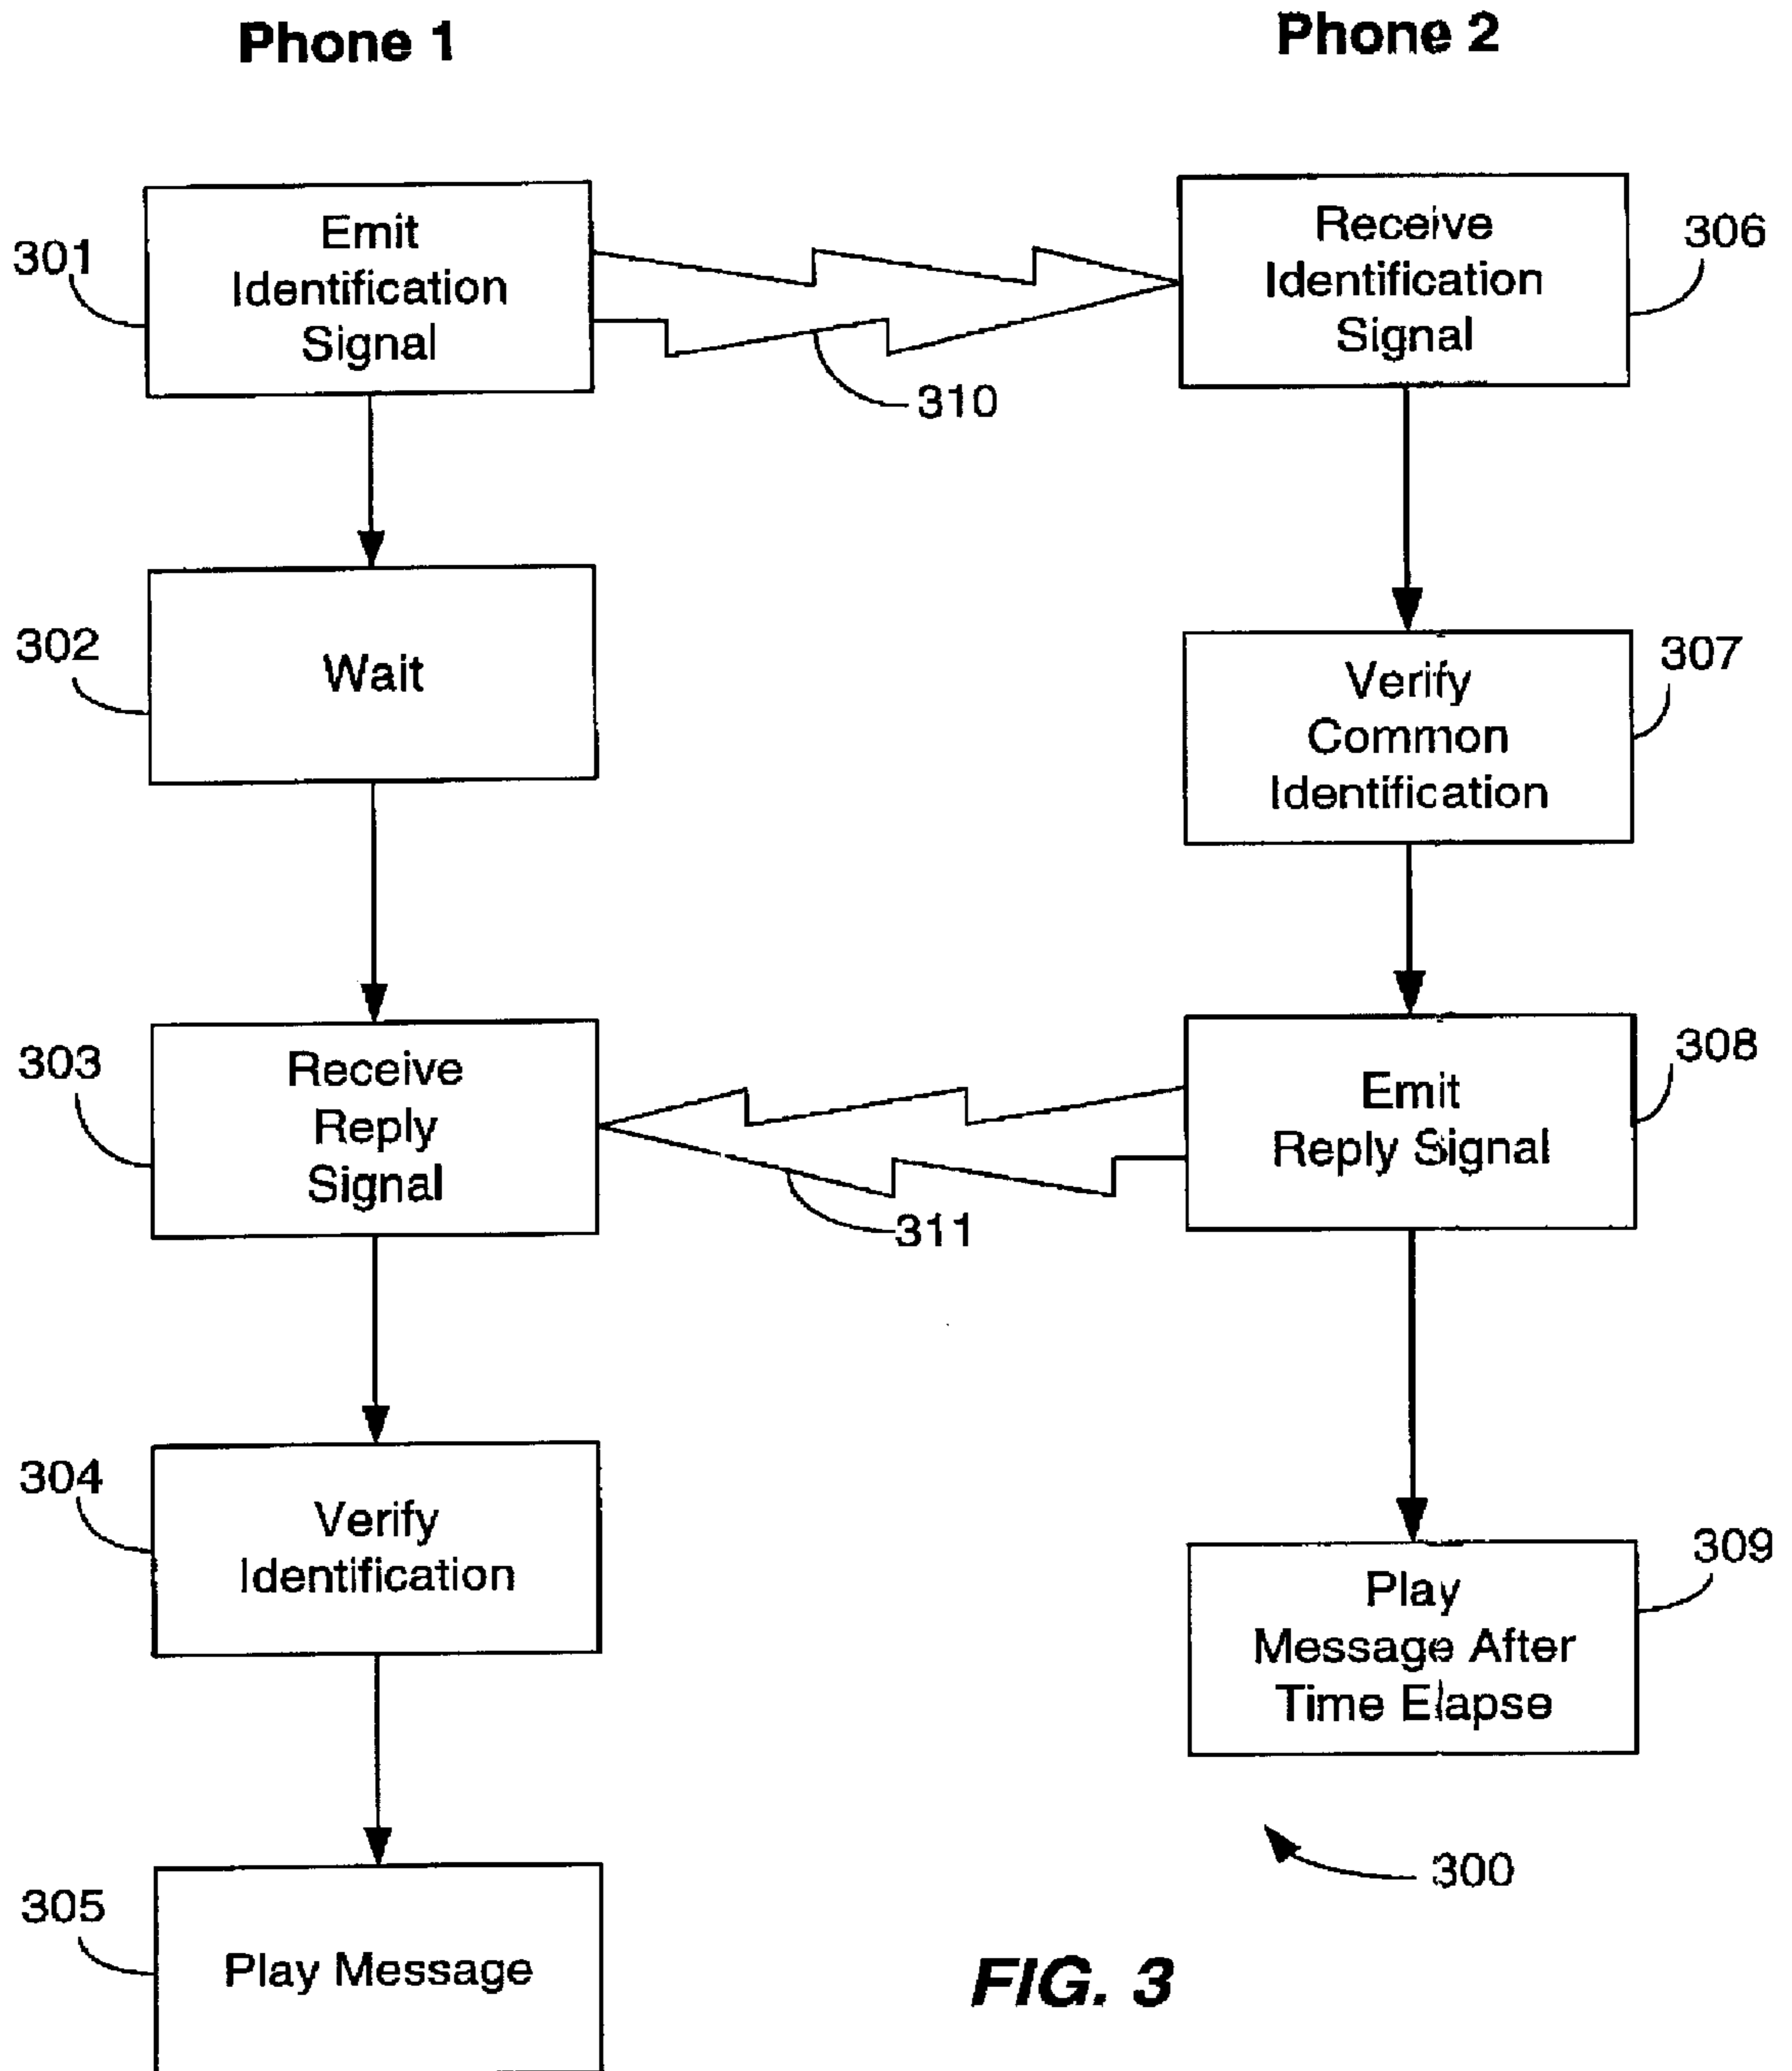 Phone 1
Phone 2
301
Emit
Identification
Signal
310
Receive
Identification
Signal
306
302
Wait
Verify
Common
Identification
307
303
Receive
Reply
Signal
311
Emit
Reply Signal
308
304
Verify
Identification
Play
Message After
Time Elapse
309
300
305
Play Message
FIG. 3